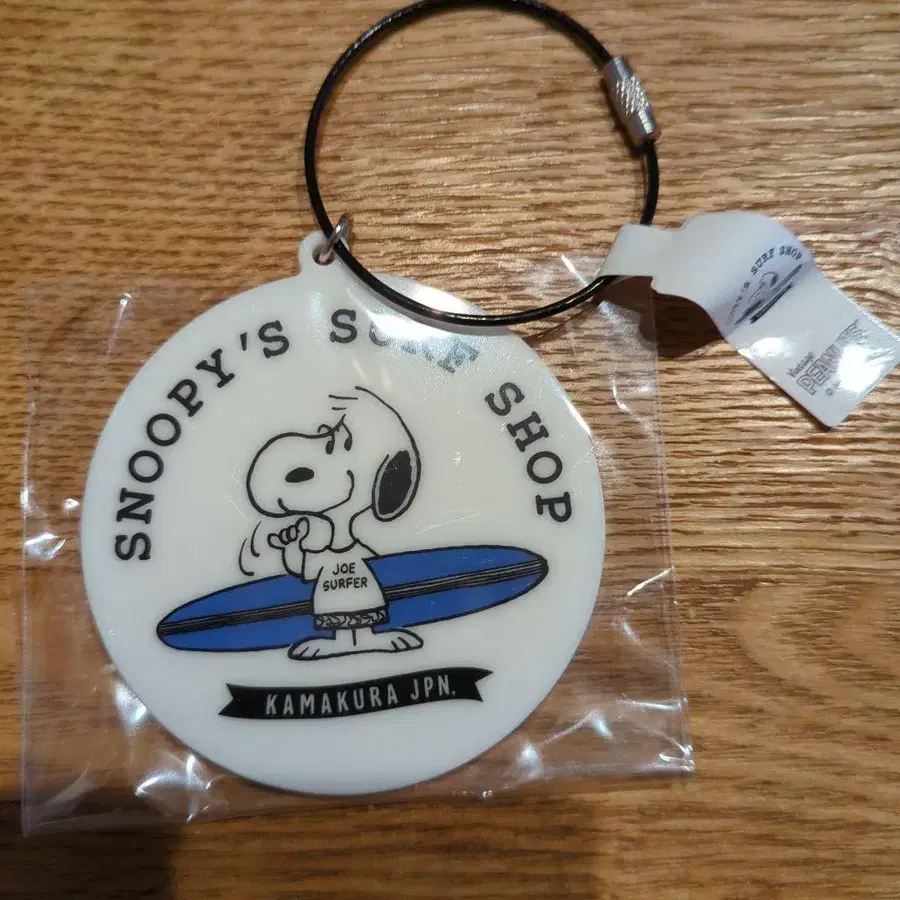 SNOOPY'S SURF SHOP
JOE
SURFER
KAMAKURA JPN.
SURF SHOP
PEANUTS